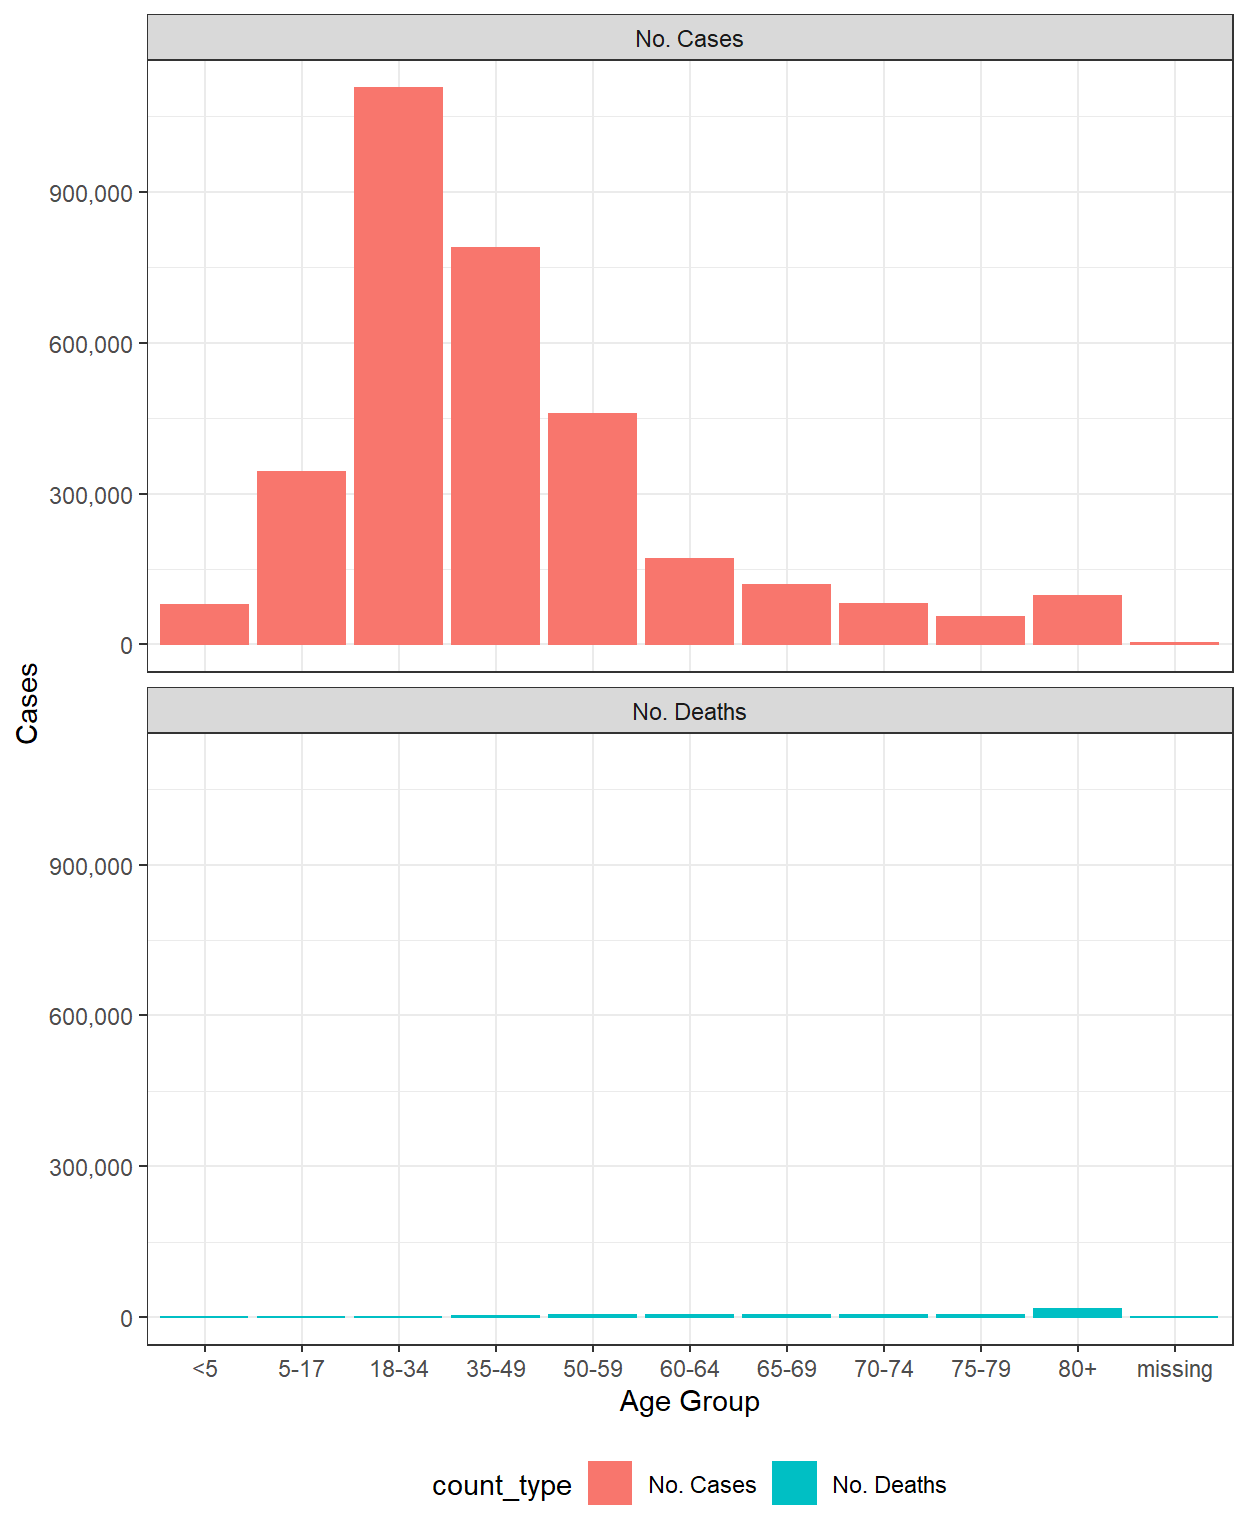 No. Cases
900,000
600,000
300,000
0
Cases
No. Deaths
900,000
600,000
300,000
0
<5 5-17 18-34 35-49 50-59 60-64 65-69 70-74 75-79 80+ missing
Age Group
count_type No. Cases No. Deaths